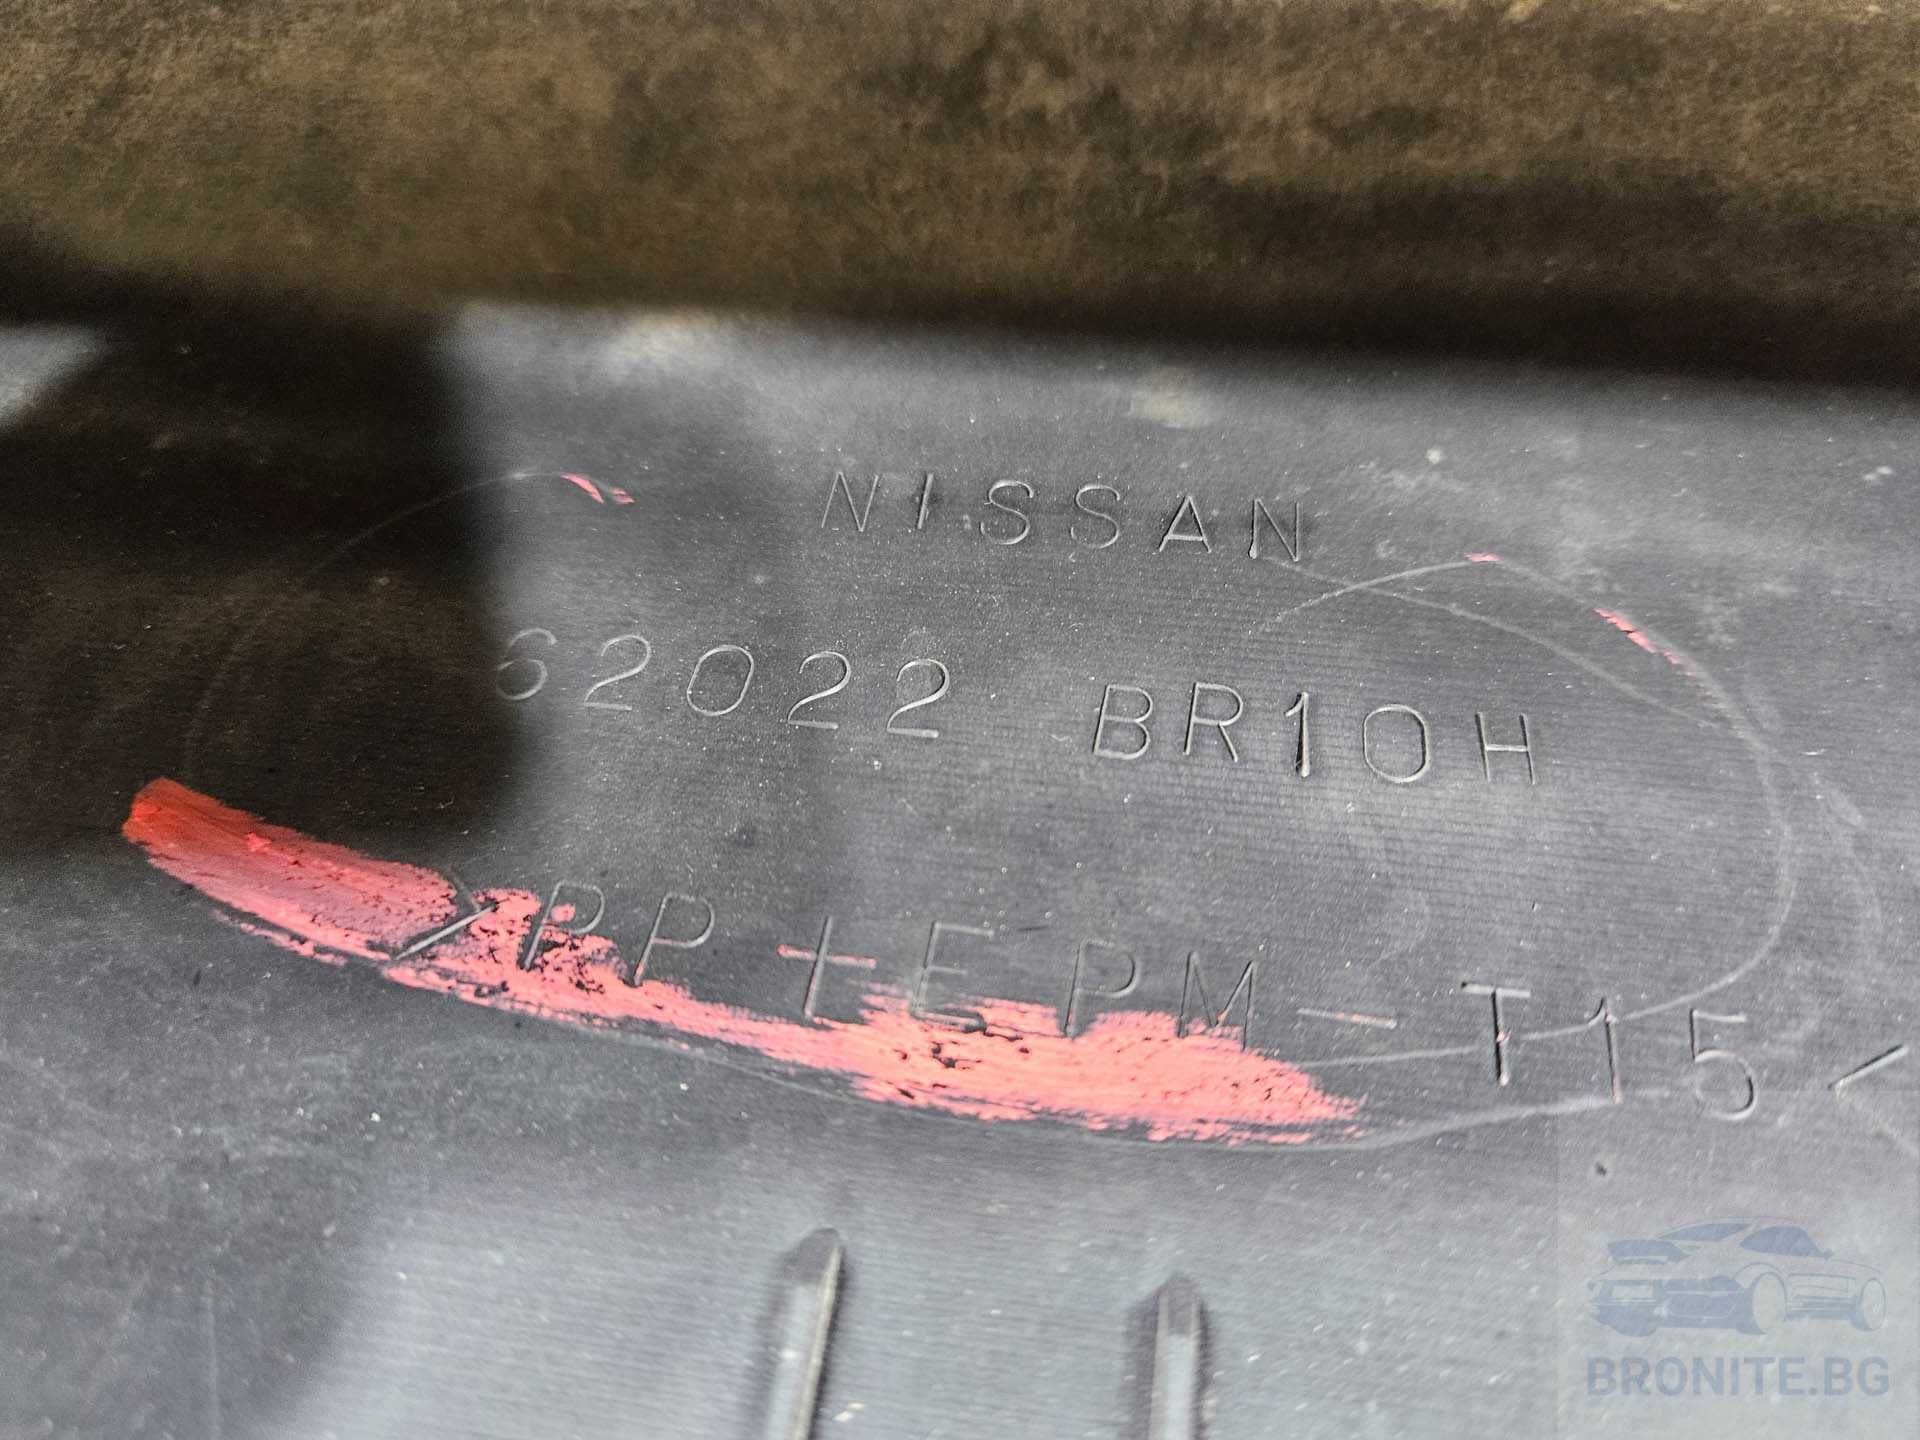 NISSAN
62022 BR10H
>PP+EPM-T15<
BRONITE.BG